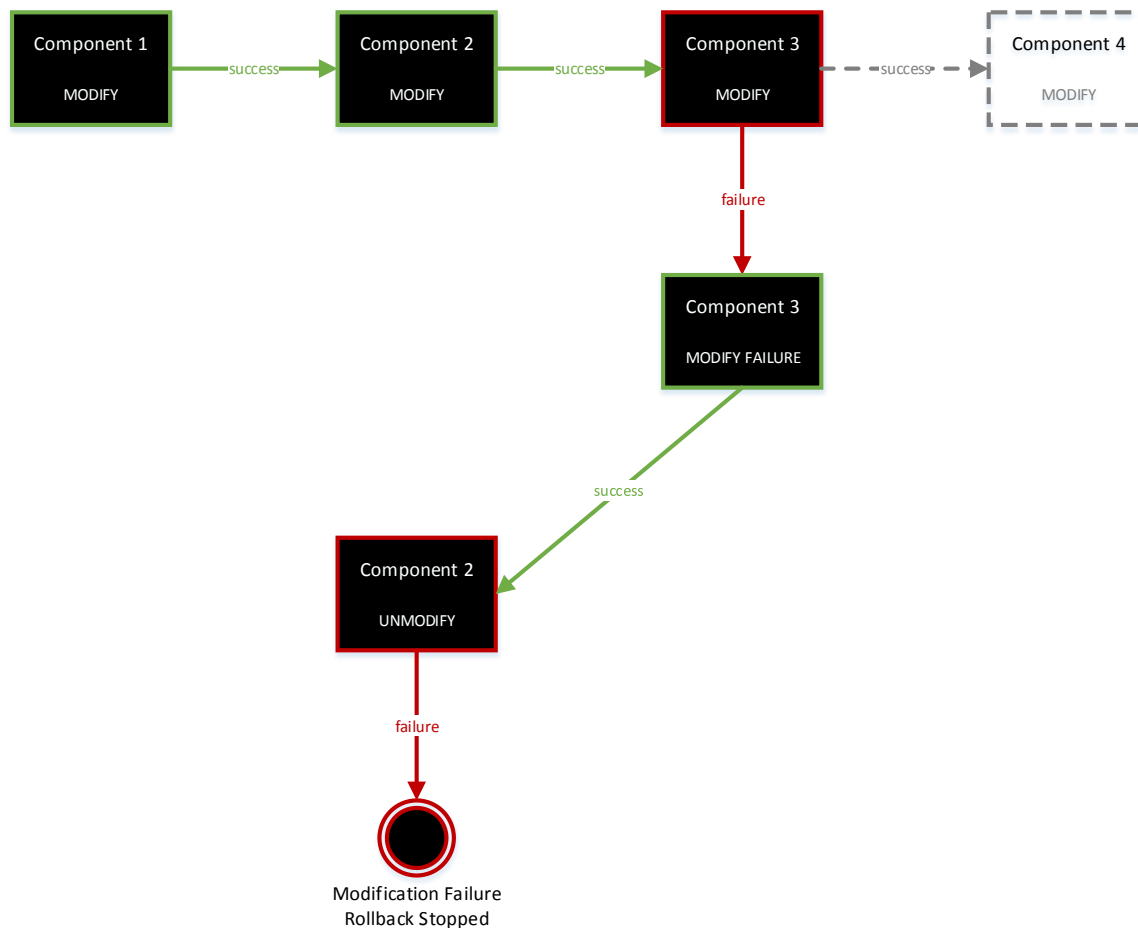 Component 1
MODIFY
success
Component 2
MODIFY
success
Component 3
MODIFY
success
Component 4
MODIFY
failure
Component 3
MODIFY FAILURE
success
Component 2
UNMODIFY
failure
Modification Failure
Rollback Stopped